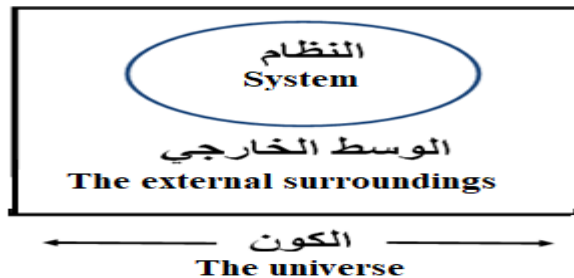 النظام
System
الوسط الخارجي
The external surroundings
الكون
The universe